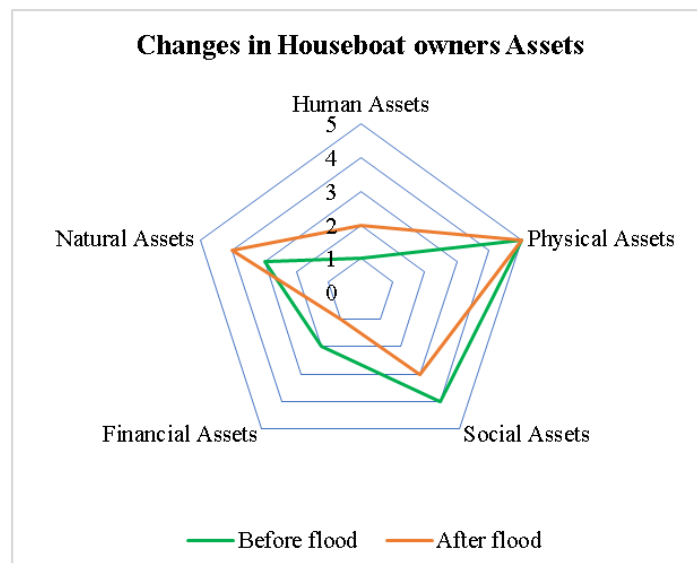 Changes in Houseboat owners Assets
Human Assets
5
4
3
2
1
0
Natural Assets
Physical Assets
Financial Assets
Social Assets
Before flood
After flood